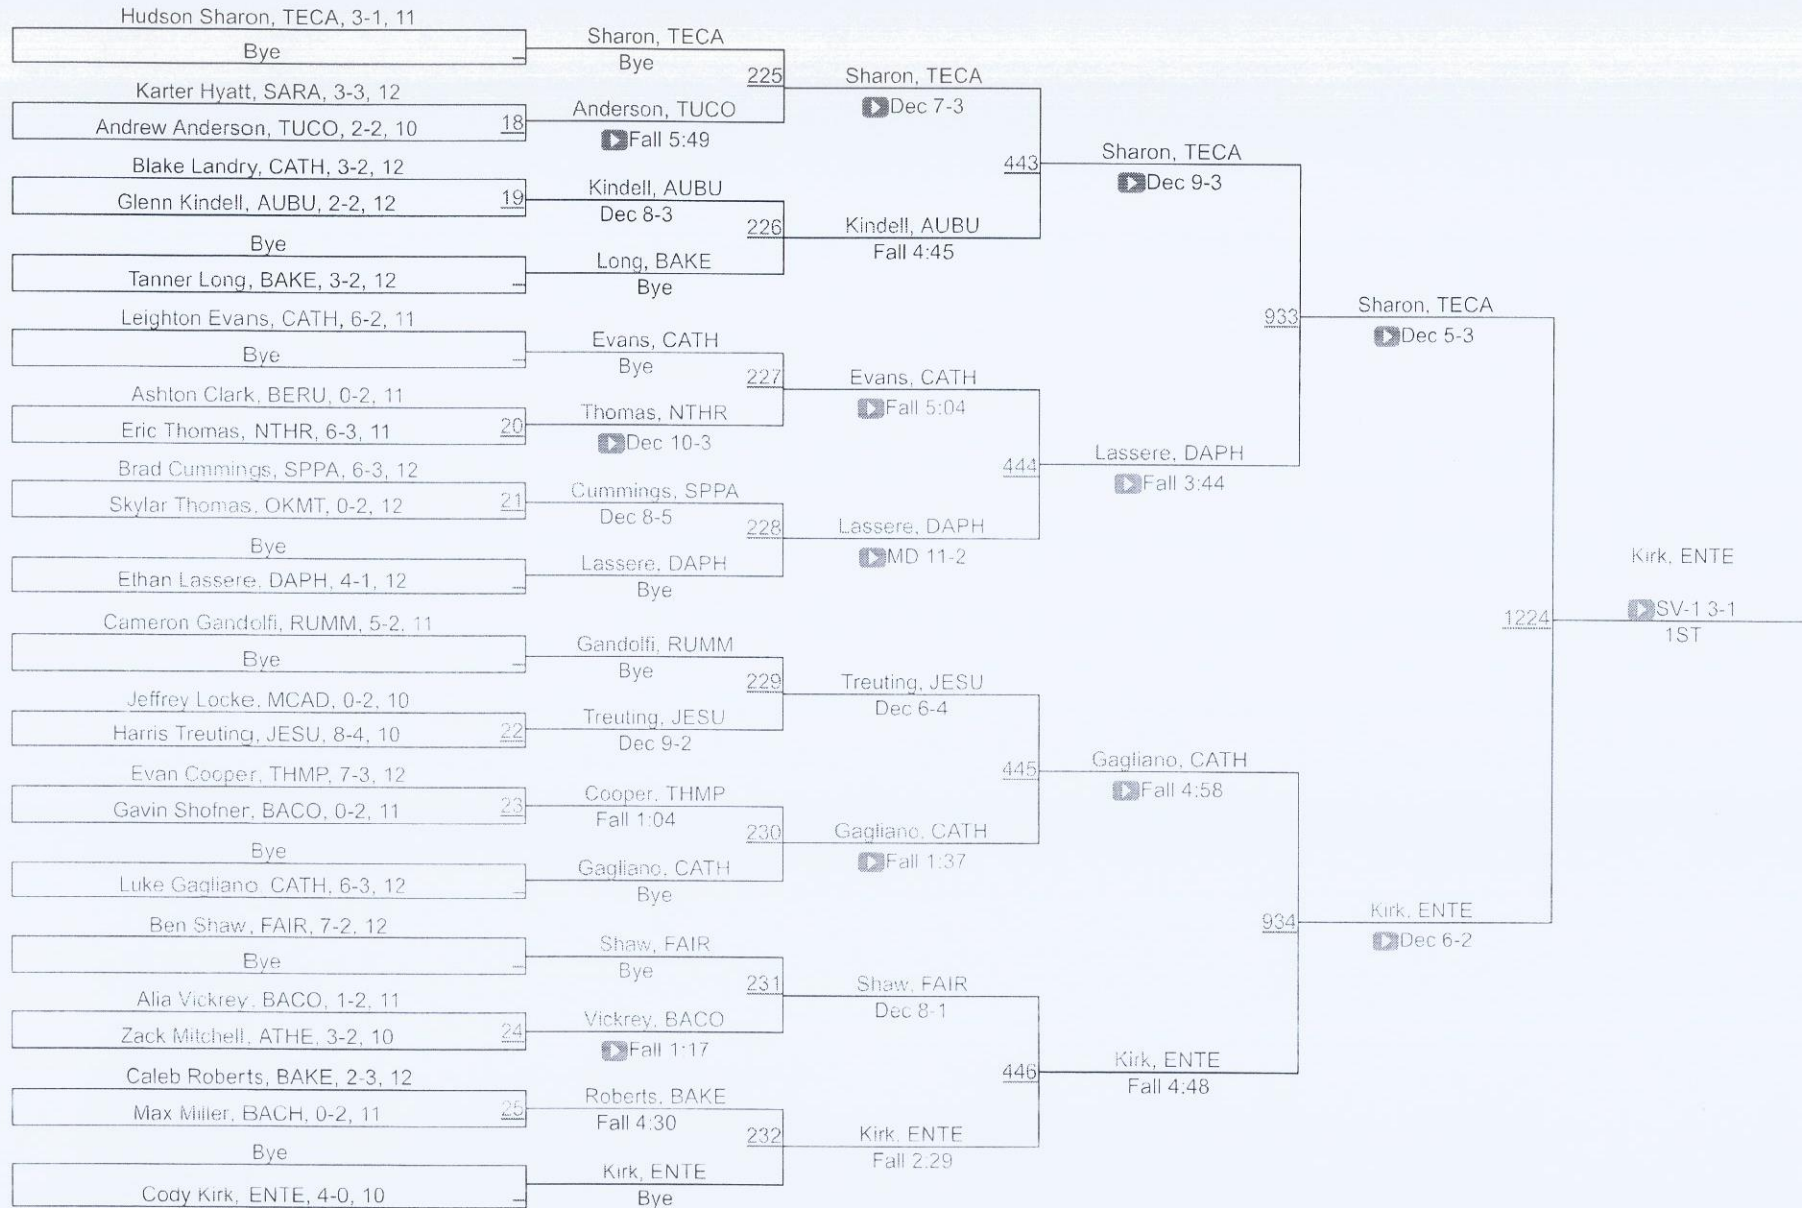 Hudson Sharon, TECA, 3-1, 11
Bye
Karter Hyatt, SARA, 3-3, 12
Andrew Anderson, TUCO, 2-2, 10
18
Blake Landry, CATH, 3-2, 12
Glenn Kindell, AUBU, 2-2, 12
19
Bye
Tanner Long, BAKE, 3-2, 12
Leighton Evans, CATH, 6-2, 11
Bye
Ashton Clark, BERU, 0-2, 11
Eric Thomas, NTHR, 6-3, 11
20
Brad Cummings, SPPA, 6-3, 12
Skylar Thomas, OKMT, 0-2, 12
21
Bye
Ethan Lassere, DAPH, 4-1, 12
Cameron Gandolfi, RUMM, 5-2, 11
Bye
Jeffrey Locke, MCAD, 0-2, 10
Harris Treuting, JESU, 8-4, 10
22
Evan Cooper, THMP, 7-3, 12
Gavin Shofner, BACO, 0-2, 11
23
Bye
Luke Gagliano, CATH, 6-3, 12
Ben Shaw, FAIR, 7-2, 12
Bye
Alia Vickrey, BACO, 1-2, 11
Zack Mitchell, ATHE, 3-2, 10
24
Caleb Roberts, BAKE, 2-3, 12
Max Miller, BACH, 0-2, 11
25
Bye
Cody Kirk, ENTE, 4-0, 10
Sharon, TECA
Bye
225
Anderson, TUCO
Fall 5:49
Kindell, AUBU
Dec 8-3
226
Long, BAKE
Bye
Evans, CATH
Bye
227
Thomas, NTHR
Dec 10-3
Cummings, SPPA
Dec 8-5
228
Lassere, DAPH
Bye
Gandolfi, RUMM
Bye
229
Treuting, JESU
Dec 9-2
Cooper, THMP
Fall 1:04
230
Gagliano, CATH
Bye
Shaw, FAIR
Bye
231
Vickrey, BACO
Fall 1:17
Roberts, BAKE
Fall 4:30
232
Kirk, ENTE
Bye
Sharon, TECA
Dec 7-3
443
Kindell, AUBU
Fall 4:45
Evans, CATH
Fall 5:04
444
Lassere, DAPH
MD 11-2
Treuting, JESU
Dec 6-4
445
Gagliano, CATH
Fall 1:37
Shaw, FAIR
Dec 8-1
446
Kirk, ENTE
Fall 2:29
Sharon, TECA
Dec 9-3
933
Lassere, DAPH
Fall 3:44
Gagliano, CATH
Fall 4:58
934
Kirk, ENTE
Fall 4:48
Sharon, TECA
Dec 5-3
1224
Kirk, ENTE
Dec 6-2
Kirk, ENTE
SV-1 3-1
1ST